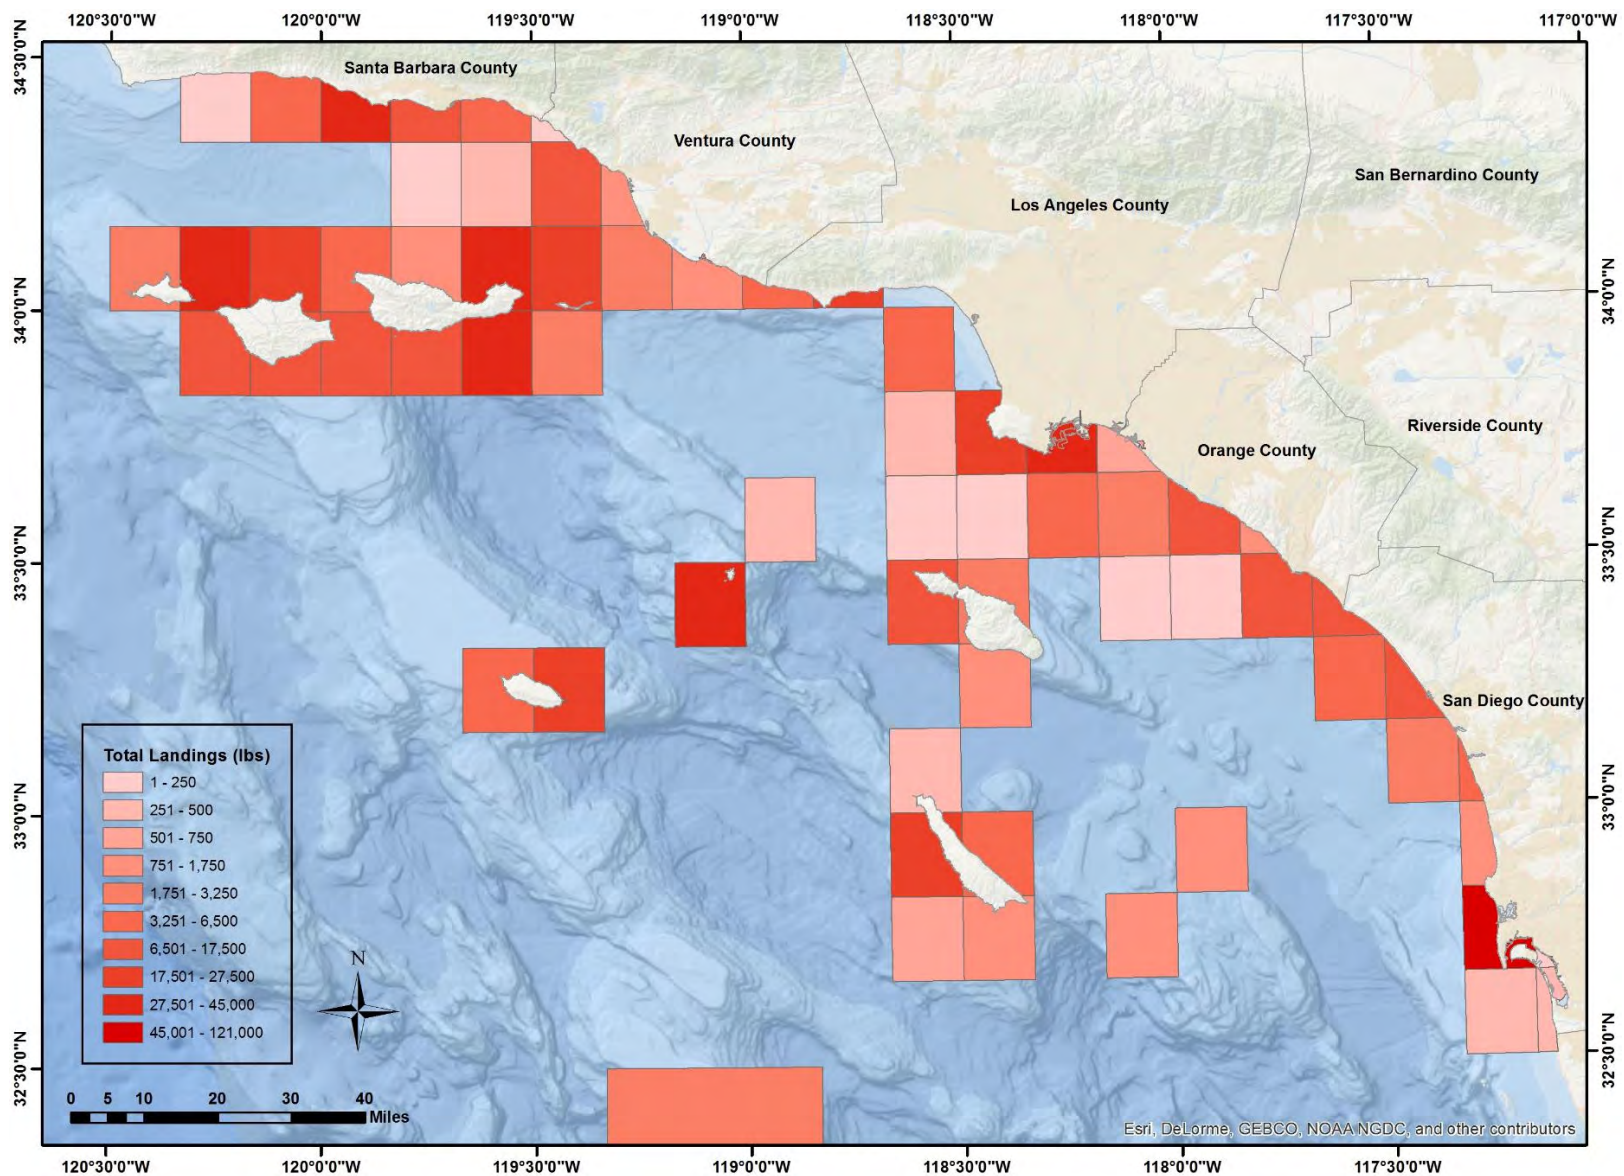 120°30'0"W 120°0'0"W 119°30'0"W 119°0'0"W 118°30'0"W 118°0'0"W 117°30'0"W 117°0'0"W
34°30'0"N
Santa Barbara County
Ventura County
San Bernardino County
Los Angeles County
34°0'0"N
34°0'0"N
Riverside County
Orange County
33°30'0"N
33°30'0"N
San Diego County
Total Landings (lbs)
1 - 250
251 - 500
501 - 750
751 - 1,750
1,751 - 3,250
3,251 - 6,500
6,501 - 17,500
17,501 - 27,500
27,501 - 45,000
45,001 - 121,000
33°0'0"N
33°0'0"N
N
32°30'0"N
32°30'0"N
0 5 10 20 30 40
Miles
Esri, DeLorme, GEBCO, NOAA NGDC, and other contributors
120°30'0"W 120°0'0"W 119°30'0"W 119°0'0"W 118°30'0"W 118°0'0"W 117°30'0"W